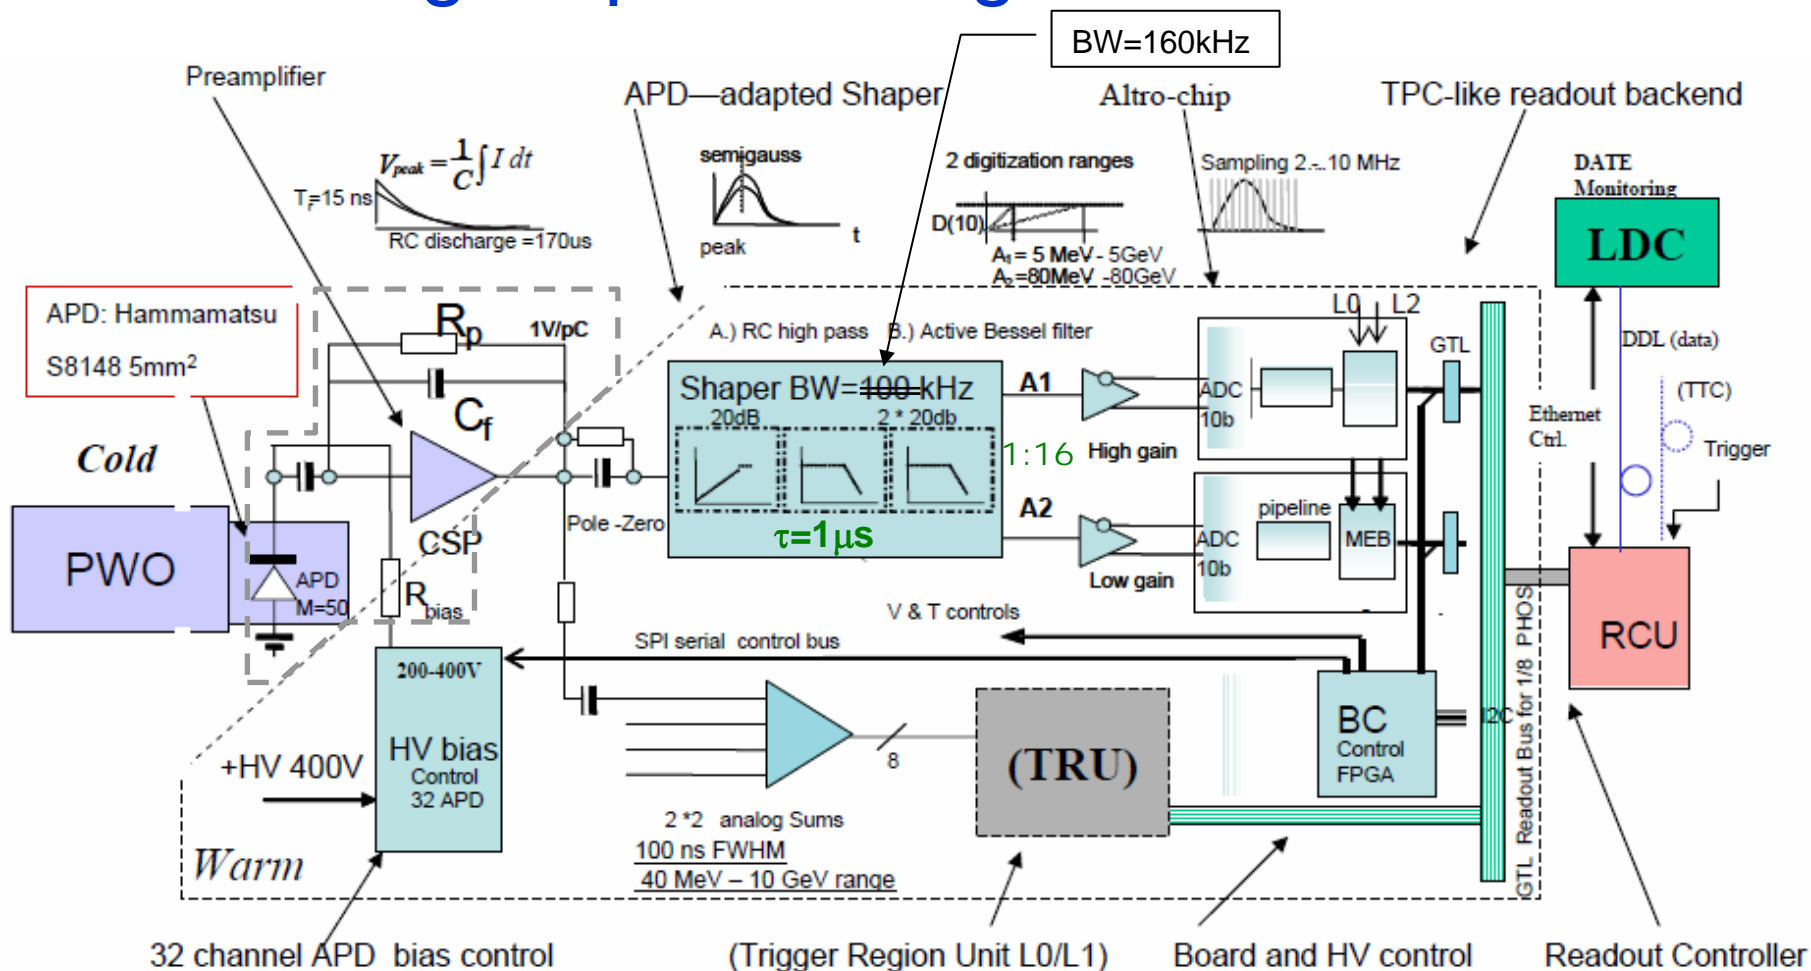 BW=160kHz
Preamplifier
APD—adapted Shaper
Altro-chip
TPC-like readout backend
V peak = 1/C ∫ I dt
semigauss
2 digitization ranges
Sampling 2-..10 MHz
DATE
Monitoring
=15 ns
RC discharge =170us
peak
t
D(10)
A₁= 5 MeV - 5GeV
A₂=80MeV -80GeV
LDC
APD: Hammamatsu
S8148 5mm²
Rp
1V/pC
A.) RC high pass B.) Active Bessel filter
L0 L2
GTL
DDL (data)
Shaper BW=100 kHz
20dB
2 * 20db
A1
ADC
10b
(TTC)
Ethernet
Ctrl.
Cf
1:16
High gain
Trigger
Cold
A2
pipeline
Pole -Zero
τ=1μs
CSP
ADC
10b
MEB
PWO
APD
M=50
Low gain
R bias
V & T controls
RCU
SPI serial control bus
200-400V
HV bias
Control
32 APD
+HV 400V
8
(TRU)
BC
Control
FPGA
I2C
GTL Readout Bus for 1/8 PHOS
2 *2 analog Sums
100 ns FWHM
40 MeV – 10 GeV range
Warm
32 channel APD bias control
(Trigger Region Unit L0/L1)
Board and HV control
Readout Controller